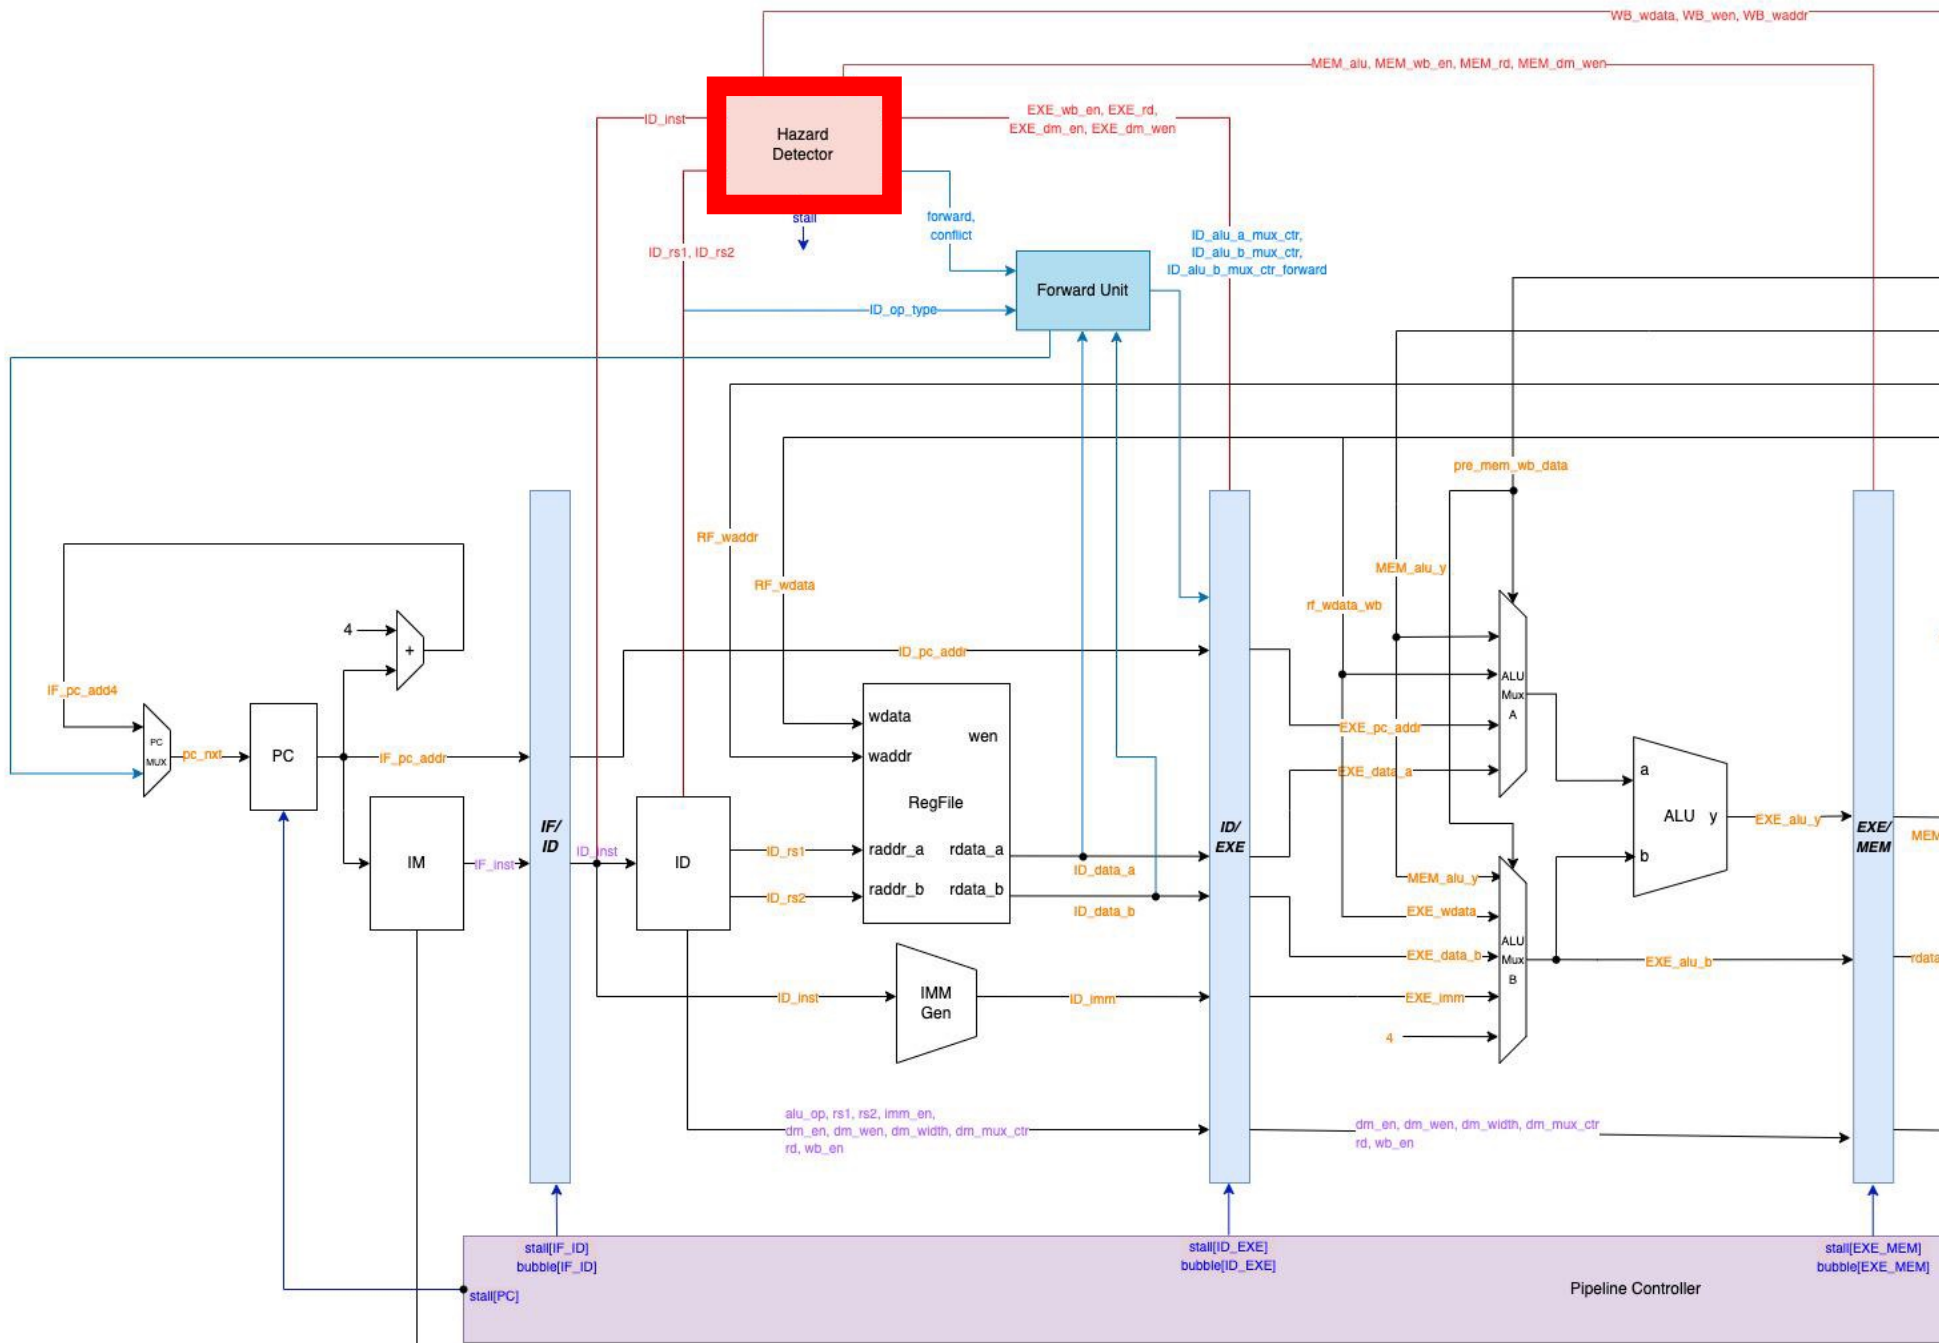 WB_wdata, WB_wen, WB_waddr
MEM_alu, MEM_wb_en, MEM_rd, MEM_dm_wen
ID_inst
Hazard
Detector
EXE_wb_en, EXE_rd,
EXE_dm_en, EXE_dm_wen
stall
forward,
conflict
ID_rs1, ID_rs2
ID_alu_a_mux_ctr,
ID_alu_b_mux_ctr,
ID_alu_b_mux_ctr_forward
Forward Unit
ID_op_type
pre_mem_wb_data
RF_waddr
MEM_alu_y
RF_wdata
rf_wdata_wb
4
+
ID_pc_addr
IF_pc_add4
ALU
Mux
A
wdata
wen
waddr
EXE_pc_addr
PC
MUX
pc_nxt
PC
IF_pc_addr
EXE_data_a
a
RegFile
ALU y
EXE_alu_y
IF/
ID
ID/
EXE
EXE/
MEM
MEM
IM
IF_inst
ID_inst
ID
ID_rs1
raddr_a
rdata_a
ID_data_a
b
MEM_alu_y
ID_rs2
raddr_b
rdata_b
ID_data_b
EXE_wdata
ALU
Mux
B
EXE_data_b
EXE_alu_b
rdata
ID_inst
IMM
Gen
ID_imm
EXE_imm
4
alu_op, rs1, rs2, imm_en,
dm_en, dm_wen, dm_width, dm_mux_ctr
rd, wb_en
dm_en, dm_wen, dm_width, dm_mux_ctr
rd, wb_en
stall[IF_ID]
bubble[IF_ID]
stall[ID_EXE]
bubble[ID_EXE]
stall[EXE_MEM]
bubble[EXE_MEM]
stall[PC]
Pipeline Controller